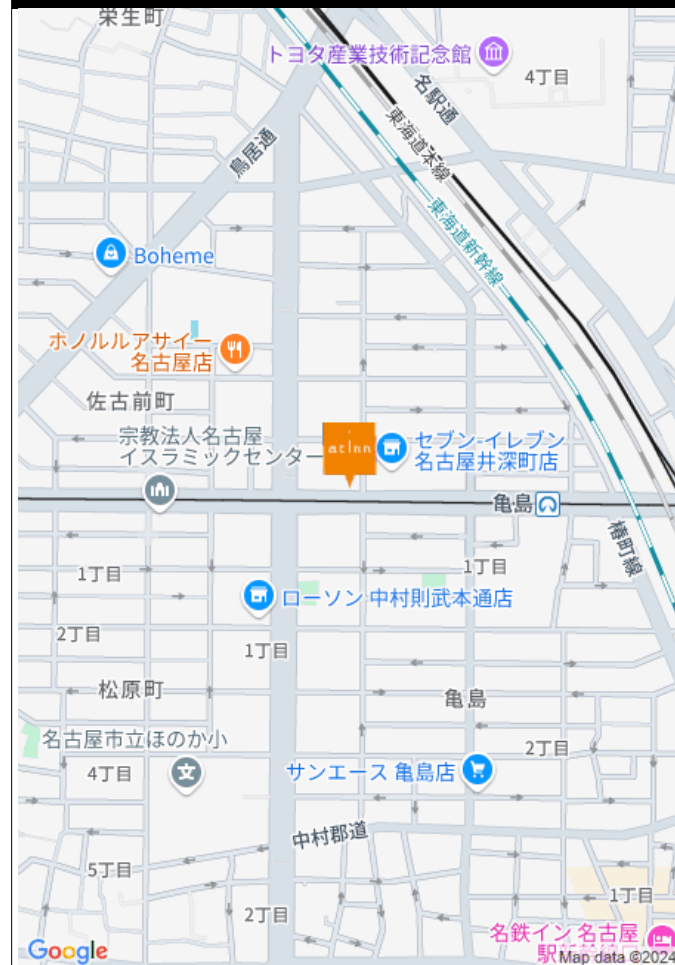 栄生町
トヨタ産業技術記念館
4丁目
名駅通
東海道本線
鳥居通
東海道新幹線
Boheme
ホノルルアサイー
名古屋店
佐古前町
宗教法人名古屋
イスラミックセンター
at inn
セブン-イレブン
名古屋井深町店
亀島
椿町線
1丁目
1丁目
ローソン 中村則武本通店
2丁目
1丁目
松原町
亀島
名古屋市立ほのか小
2丁目
4丁目
サンエース 亀島店
中村郡道
5丁目
1丁目
2丁目
名鉄イン 名古屋
Google
Map data ©2024